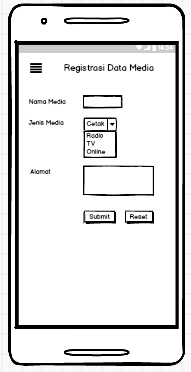 Registrasi Data Media
Nama Media
Jenis Media
Cetak
Radio
TV
Online
Alamat
Submit
Reset